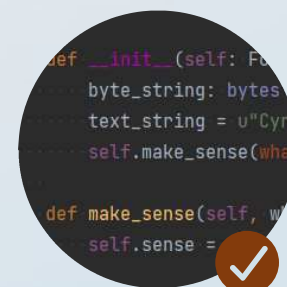 def __init__(self: Fo
byte_string: bytes
text_string = u"Cyr
self.make_sense(wha
def make_sense(self, w
self.sense =